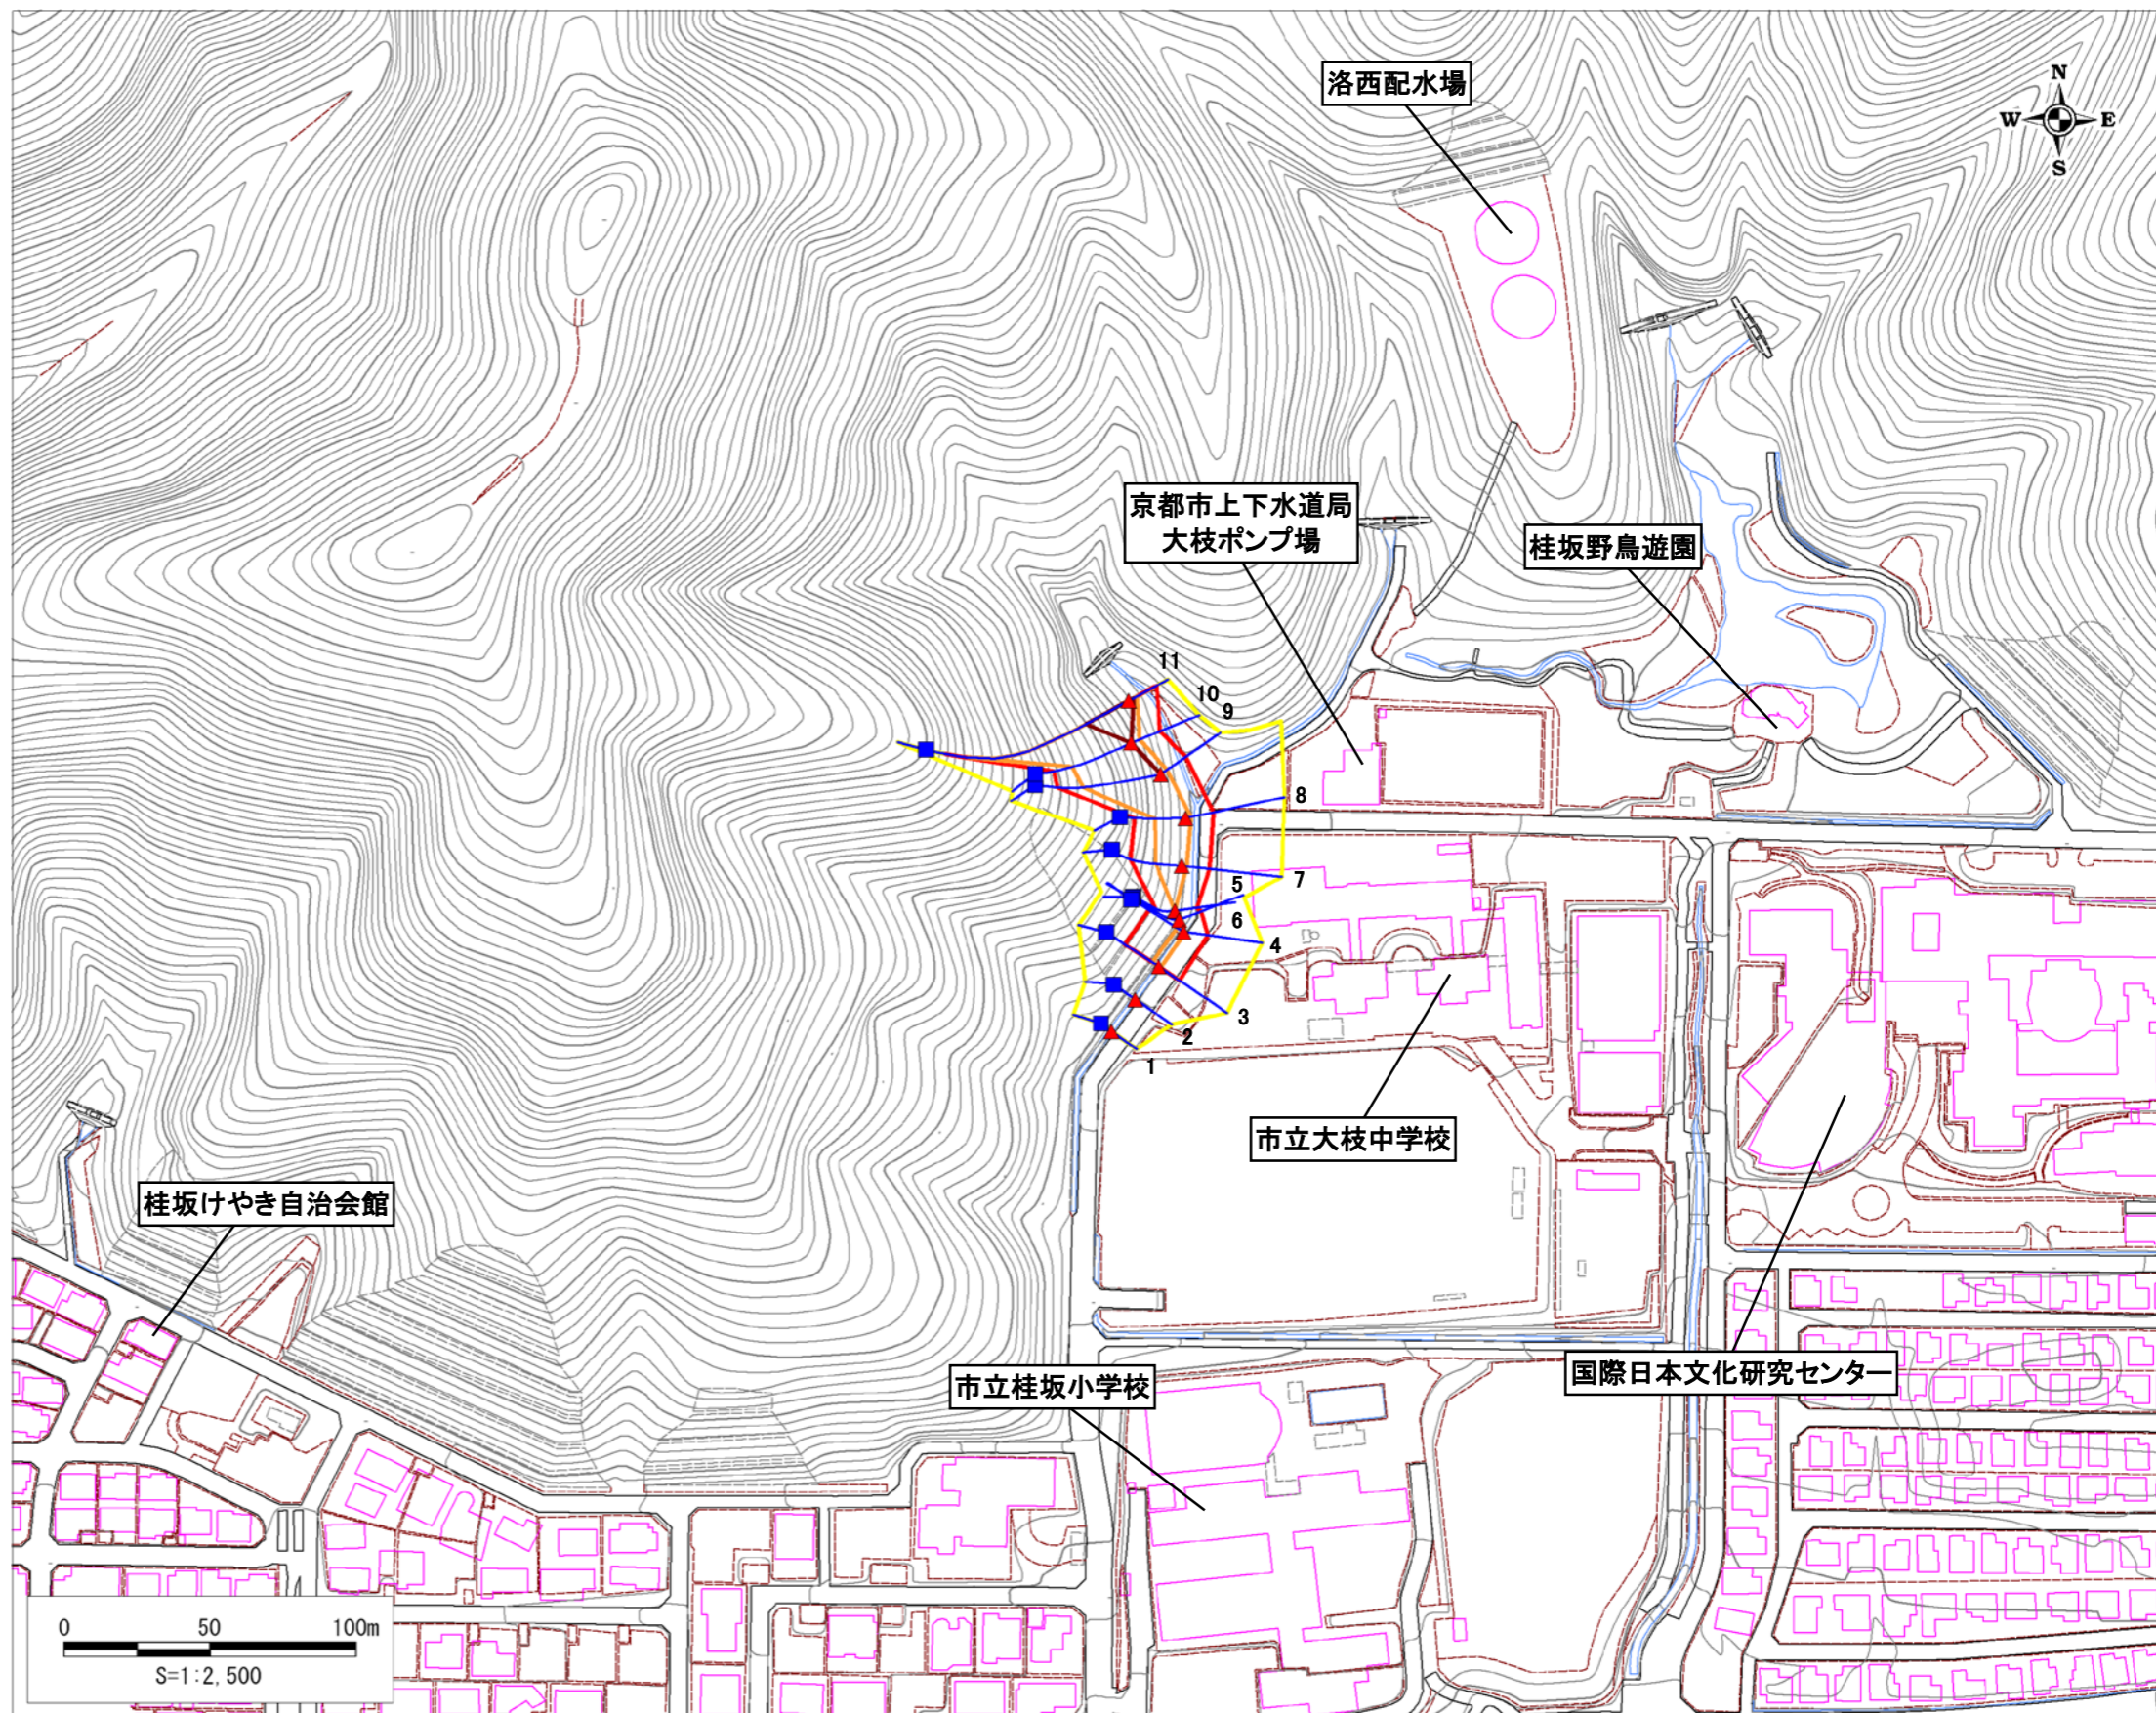 洛西配水場
N
W
E
S
京都市上下水道局
大枝ポンプ場
桂坂野鳥遊園
11
10
9
8
7
5
6
4
3
2
1
市立大枝中学校
桂坂けやき自治会館
国際日本文化研究センター
市立桂坂小学校
0 50 100m
S=1:2,500